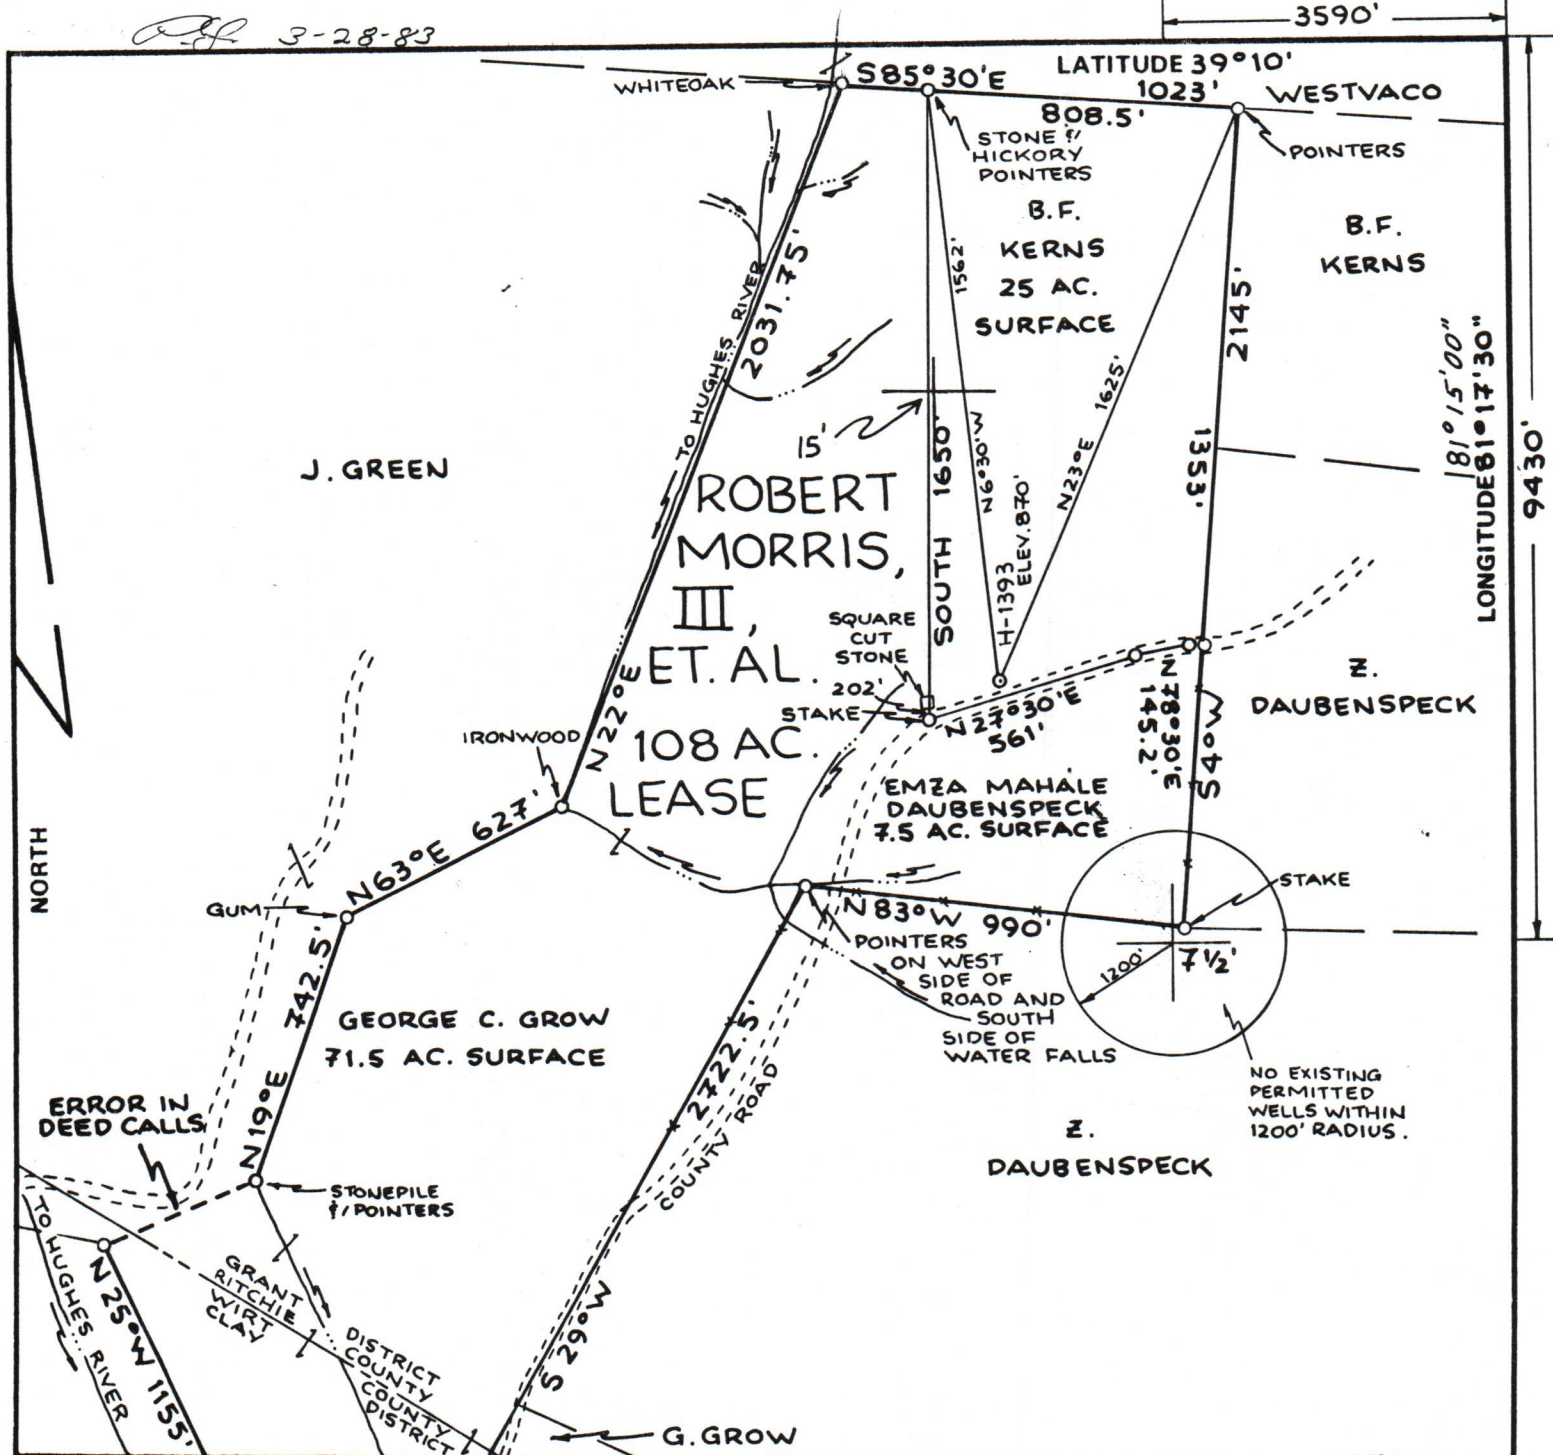 3-28-83
3590'
LATITUDE 39°10'
WHITEOAK
S85°30'E
1023'
WESTVACO
808.5'
STONE &
HICKORY
POINTERS
POINTERS
B.F.
KERNS
25 AC.
SURFACE
B.F.
KERNS
TO HUGHES RIVER
2031.75'
N22°E
1562'
N6°30'W
1625'
N23°E
2145'
1353'
S4°W
81°15'00"
LONGITUDE 81°17'30"
9430'
J. GREEN
15'
SOUTH 1650'
H-1393
ELEV.870'
ROBERT
MORRIS,
III,
ET. AL.
108 AC.
LEASE
SQUARE
CUT
STONE
202'
STAKE
N27°30'E
561'
N78°30'E
145.2'
Z.
DAUBENSPECK
IRONWOOD
N63°E 627'
EMZA MAHALE
DAUBENSPECK
7.5 AC. SURFACE
NORTH
GUM
742.5'
N19°E
N83°W 990'
STAKE
POINTERS
ON WEST
SIDE OF
ROAD AND
SOUTH
SIDE OF
WATER FALLS
7 1/2'
1200'
GEORGE C. GROW
71.5 AC. SURFACE
2722.5'
S 29°W
COUNTY ROAD
NO EXISTING
PERMITTED
WELLS WITHIN
1200' RADIUS.
ERROR IN
DEED CALLS
Z.
DAUBENSPECK
STONEPILE
& POINTERS
TO HUGHES RIVER
N25°W 1155'
GRANT
RITCHIE
WIRT
CLAY
DISTRICT
COUNTY
COUNTY
DISTRICT
G.GROW